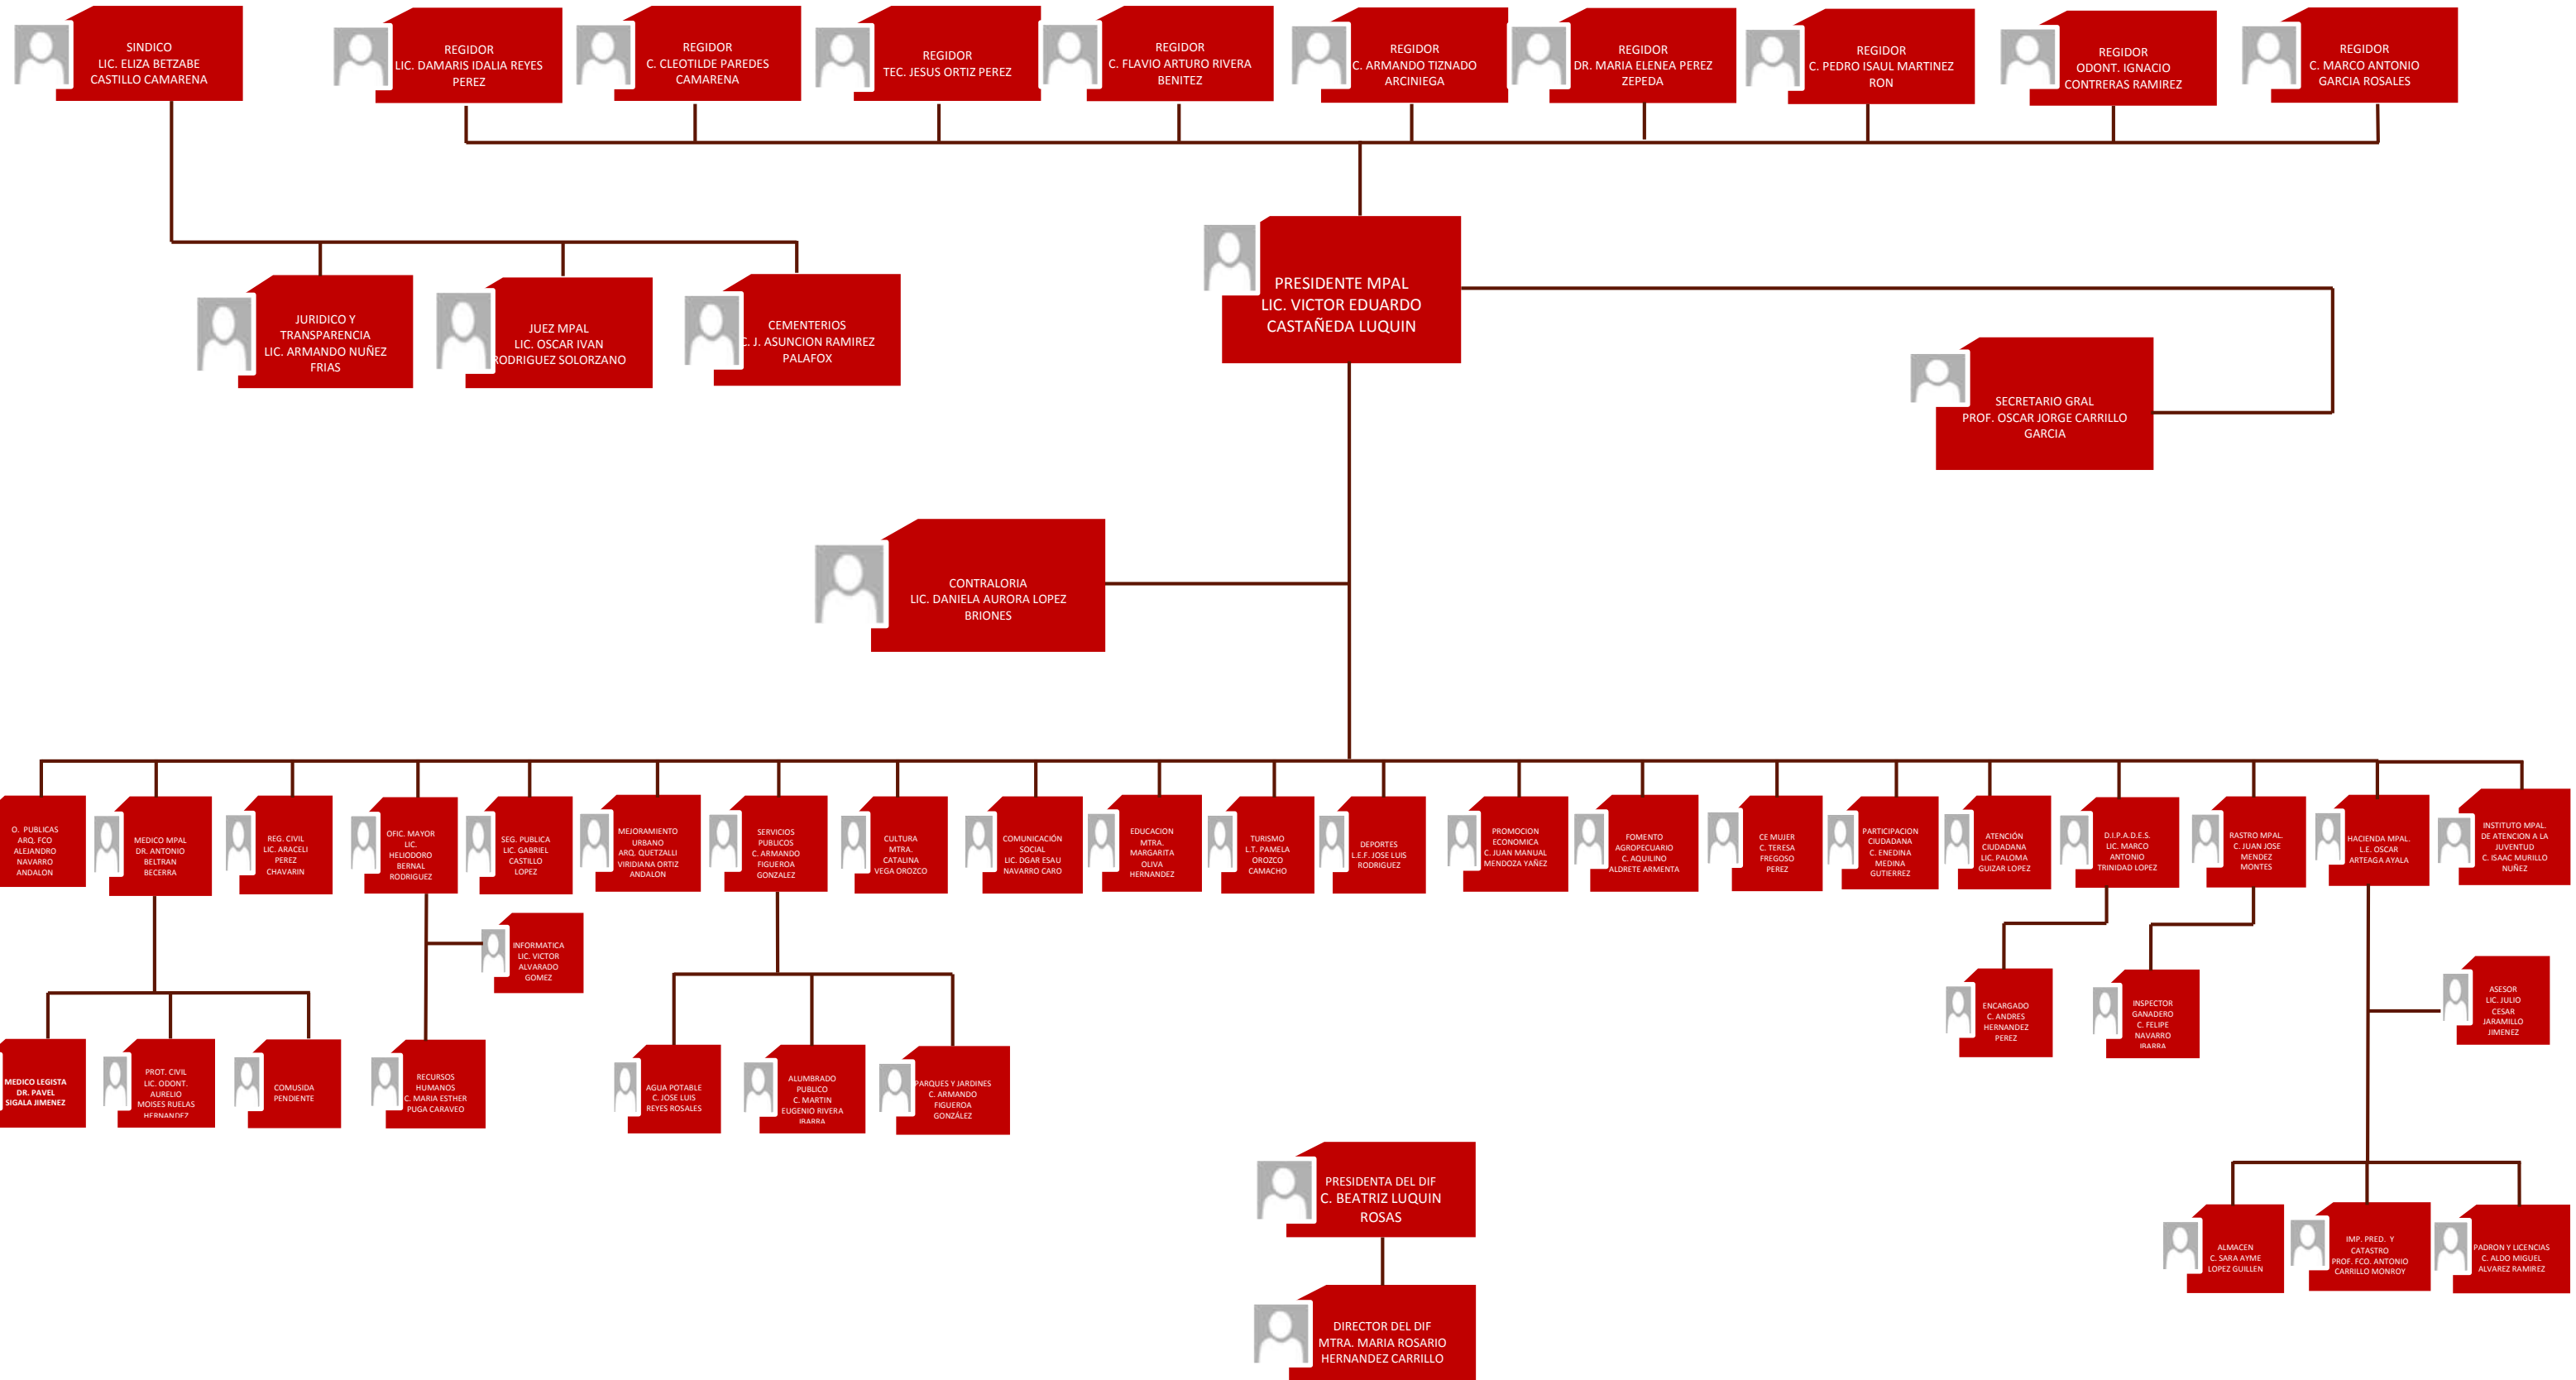 SINDICO
LIC. ELIZA BETZABE
CASTILLO CAMARENA
REGIDOR
LIC. DAMARIS IDALIA REYES
PEREZ
REGIDOR
C. CLEOTILDE PAREDES
CAMARENA
REGIDOR
TEC. JESUS ORTIZ PEREZ
REGIDOR
C. FLAVIO ARTURO RIVERA
BENITEZ
REGIDOR
C. ARMANDO TIZNADO
ARCINIEGA
REGIDOR
DR. MARIA ELENEA PEREZ
ZEPEDA
REGIDOR
C. PEDRO ISAUL MARTINEZ
RON
REGIDOR
ODONT. IGNACIO
CONTRERAS RAMIREZ
REGIDOR
C. MARCO ANTONIO
GARCIA ROSALES
JURIDICO Y
TRANSPARENCIA
LIC. ARMANDO NUÑEZ
FRIAS
JUEZ MPAL
LIC. OSCAR IVAN
RODRIGUEZ SOLORZANO
CEMENTERIOS
C. J. ASUNCION RAMIREZ
PALAFOX
PRESIDENTE MPAL
LIC. VICTOR EDUARDO
CASTAÑEDA LUQUIN
SECRETARIO GRAL
PROF. OSCAR JORGE CARRILLO
GARCIA
CONTRALORIA
LIC. DANIELA AURORA LOPEZ
BRIONES
O. PUBLICAS
ARQ. FCO
ALEJANDRO
NAVARRO
ANDALON
MEDICO MPAL
DR. ANTONIO
BELTRAN
BECERRA
REG. CIVIL
LIC. ARACELI
PEREZ
CHAVARIN
OFIC. MAYOR
LIC.
HELIODORO
BERNAL
RODRIGUEZ
SEG. PUBLICA
LIC. GABRIEL
CASTILLO
LOPEZ
MEJORAMIENTO
URBANO
ARQ. QUETZALLI
VIRIDIANA ORTIZ
ANDALON
SERVICIOS
PUBLICOS
C. ARMANDO
FIGUEROA
GONZALEZ
CULTURA
MTRA.
CATALINA
VEGA OROZCO
COMUNICACIÓN
SOCIAL
LIC. DGAR ESAU
NAVARRO CARO
EDUCACION
MTRA.
MARGARITA
OLIVA
HERNANDEZ
TURISMO
L.T. PAMELA
OROZCO
CAMACHO
DEPORTES
L.E.F. JOSE LUIS
RODRIGUEZ
PROMOCION
ECONOMICA
C. JUAN MANUAL
MENDOZA YAÑEZ
FOMENTO
AGROPECUARIO
C. AQUILINO
ALDRETE ARMENTA
CE MUJER
C. TERESA
FREGOSO
PEREZ
PARTICIPACION
CIUDADANA
C. ENEDINA
MEDINA
GUTIERREZ
ATENCIÓN
CIUDADANA
LIC. PALOMA
GUIZAR LOPEZ
D.I.P.A.D.E.S.
LIC. MARCO
ANTONIO
TRINIDAD LOPEZ
RASTRO MPAL.
C. JUAN JOSE
MENDEZ
MONTES
HACIENDA MPAL.
L.E. OSCAR
ARTEAGA AYALA
INSTITUTO MPAL.
DE ATENCION A LA
JUVENTUD
C. ISAAC MURILLO
NUÑEZ
INFORMATICA
LIC. VICTOR
ALVARADO
GOMEZ
ENCARGADO
C. ANDRES
HERNANDEZ
PEREZ
INSPECTOR
GANADERO
C. FELIPE
NAVARRO
IBARRA
ASESOR
LIC. JULIO
CESAR
JARAMILLO
JIMENEZ
MEDICO LEGISTA
DR. PAVEL
SIGALA JIMENEZ
PROT. CIVIL
LIC. ODONT.
AURELIO
MOISES RUELAS
HERNANDEZ
COMUSIDA
PENDIENTE
RECURSOS
HUMANOS
C. MARIA ESTHER
PUGA CARAVEO
AGUA POTABLE
C. JOSE LUIS
REYES ROSALES
ALUMBRADO
PUBLICO
C. MARTIN
EUGENIO RIVERA
IBARRA
PARQUES Y JARDINES
C. ARMANDO
FIGUEROA
GONZÁLEZ
PRESIDENTA DEL DIF
C. BEATRIZ LUQUIN
ROSAS
DIRECTOR DEL DIF
MTRA. MARIA ROSARIO
HERNANDEZ CARRILLO
ALMACEN
C. SARA AYME
LOPEZ GUILLEN
IMP. PRED. Y
CATASTRO
PROF. FCO. ANTONIO
CARRILLO MONROY
PADRON Y LICENCIAS
C. ALDO MIGUEL
ALVAREZ RAMIREZ